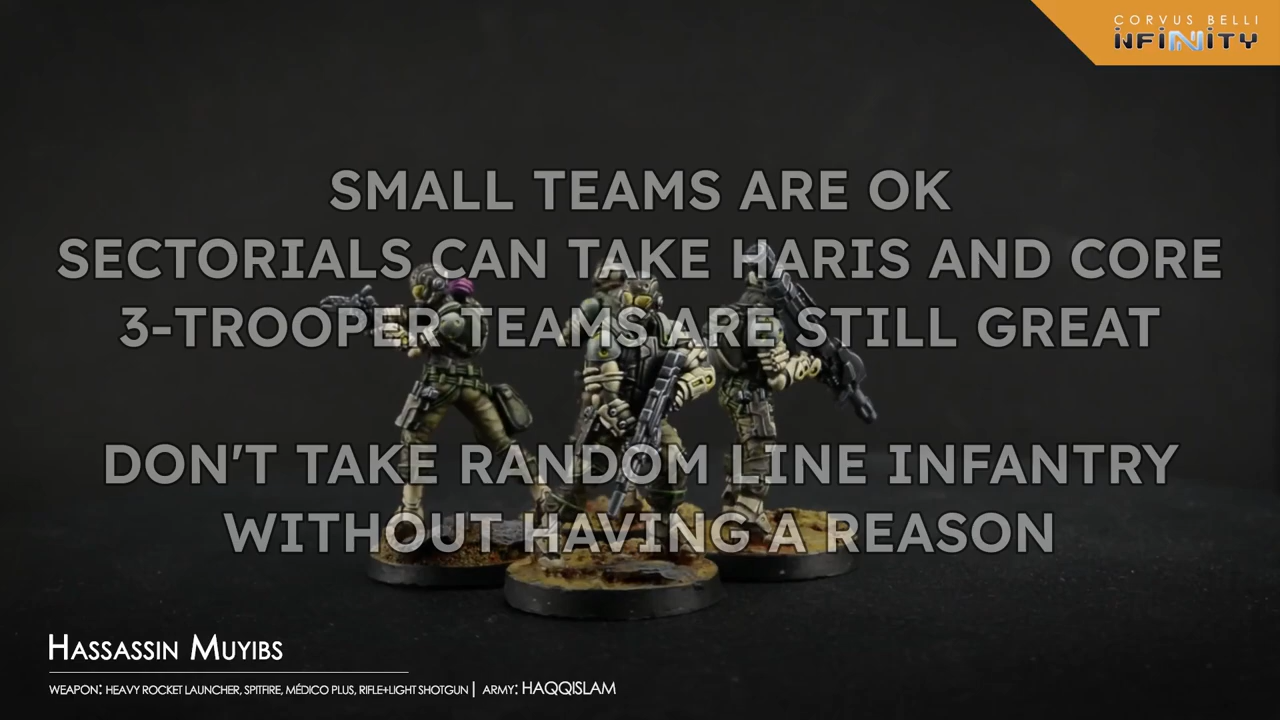 CORVUS BELLI
iNFiNiTY
SMALL TEAMS ARE OK
SECTORIALS CAN TAKE HARIS AND CORE
3-TROOPER TEAMS ARE STILL GREAT
DON'T TAKE RANDOM LINE INFANTRY
WITHOUT HAVING A REASON
HASSASSIN MUYIBS
WEAPON: HEAVY ROCKET LAUNCHER, SPITFIRE, MÉDICO PLUS, RIFLE+LIGHT SHOTGUN | ARMY: HAQQISLAM